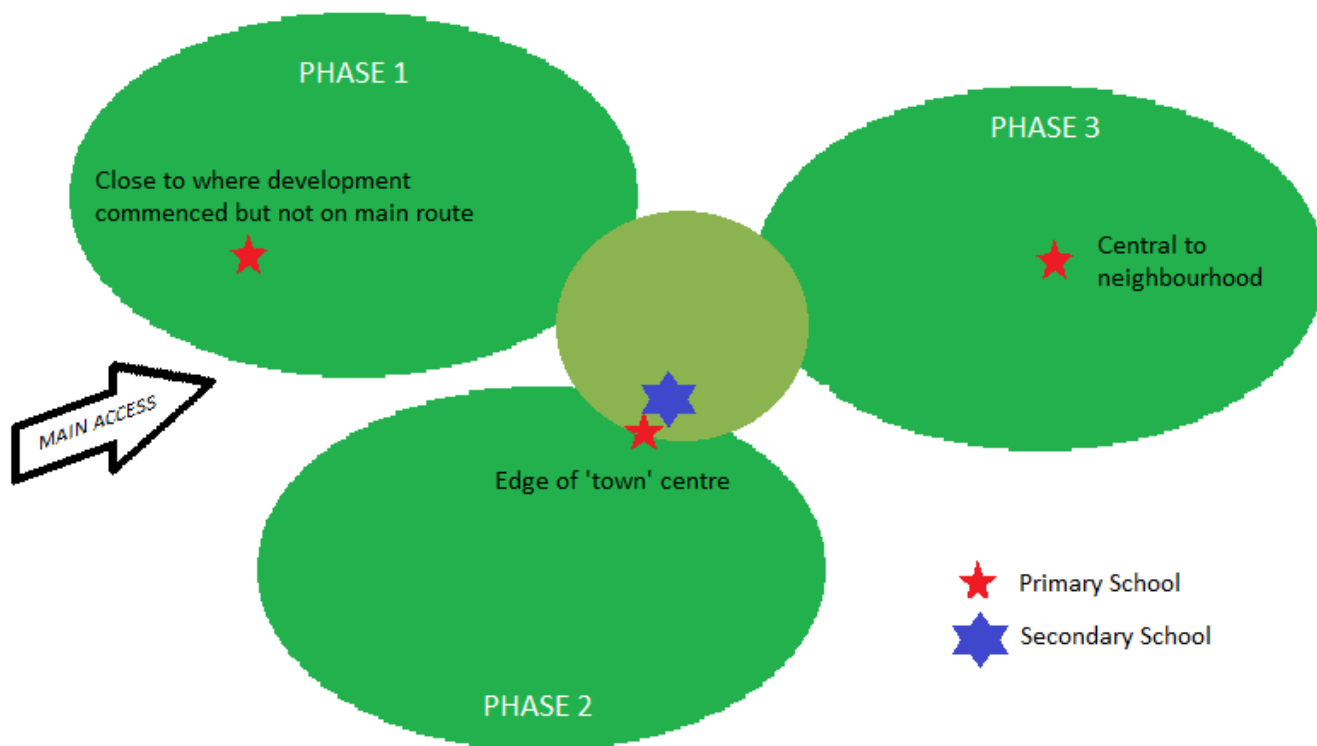 PHASE 1
Close to where development
commenced but not on main route
PHASE 3
Central to
neighbourhood
MAIN ACCESS
Edge of 'town' centre
PHASE 2
Primary School
Secondary School